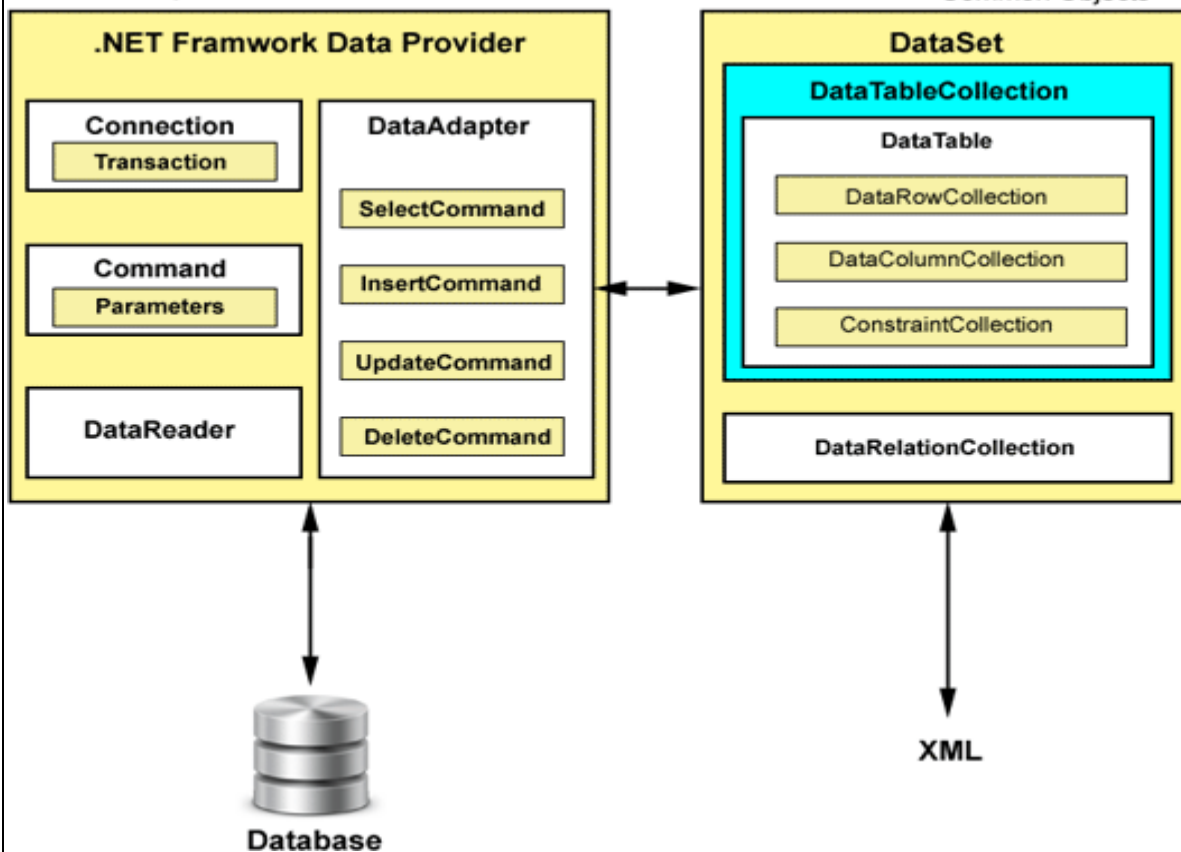 .NET Framwork Data Provider
Connection
Transaction
Command
Parameters
DataReader
DataAdapter
SelectCommand
InsertCommand
UpdateCommand
DeleteCommand
DataSet
DataTableCollection
DataTable
DataRowCollection
DataColumnCollection
ConstraintCollection
DataRelationCollection
Database
XML